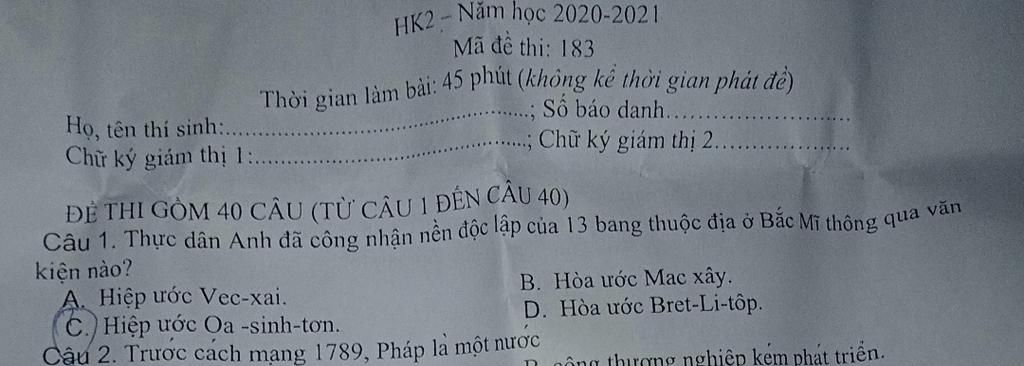 HK2 - Năm học 2020-2021
Mã đề thi: 183
Thời gian làm bài: 45 phút (không kể thời gian phát đề)
Họ, tên thí sinh:..............................................; Số báo danh............................
Chữ ký giám thị 1:..............................................; Chữ ký giám thị 2.....................
ĐỀ THI GỒM 40 CÂU (TỪ CÂU 1 ĐẾN CÂU 40)
Câu 1. Thực dân Anh đã công nhận nền độc lập của 13 bang thuộc địa ở Bắc Mĩ thông qua văn
kiện nào?
A. Hiệp ước Vec-xai. B. Hòa ước Mac xây.
C. Hiệp ước Oa -sinh-tơn. D. Hòa ước Bret-Li-tôp.
Câu 2. Trước cách mạng 1789, Pháp là một nước
thương nghiệp kém phát triển.